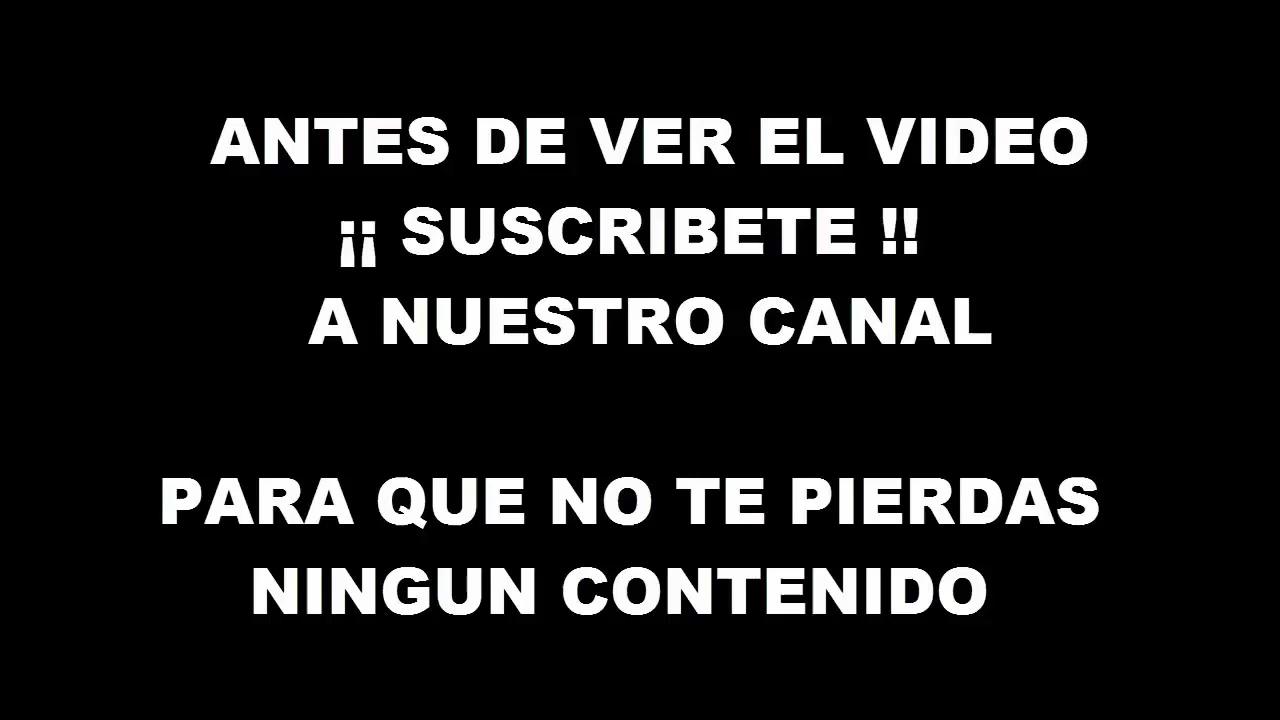 ANTES DE VER EL VIDEO
¡¡ SUSCRIBETE !!
A NUESTRO CANAL
PARA QUE NO TE PIERDAS
NINGUN CONTENIDO